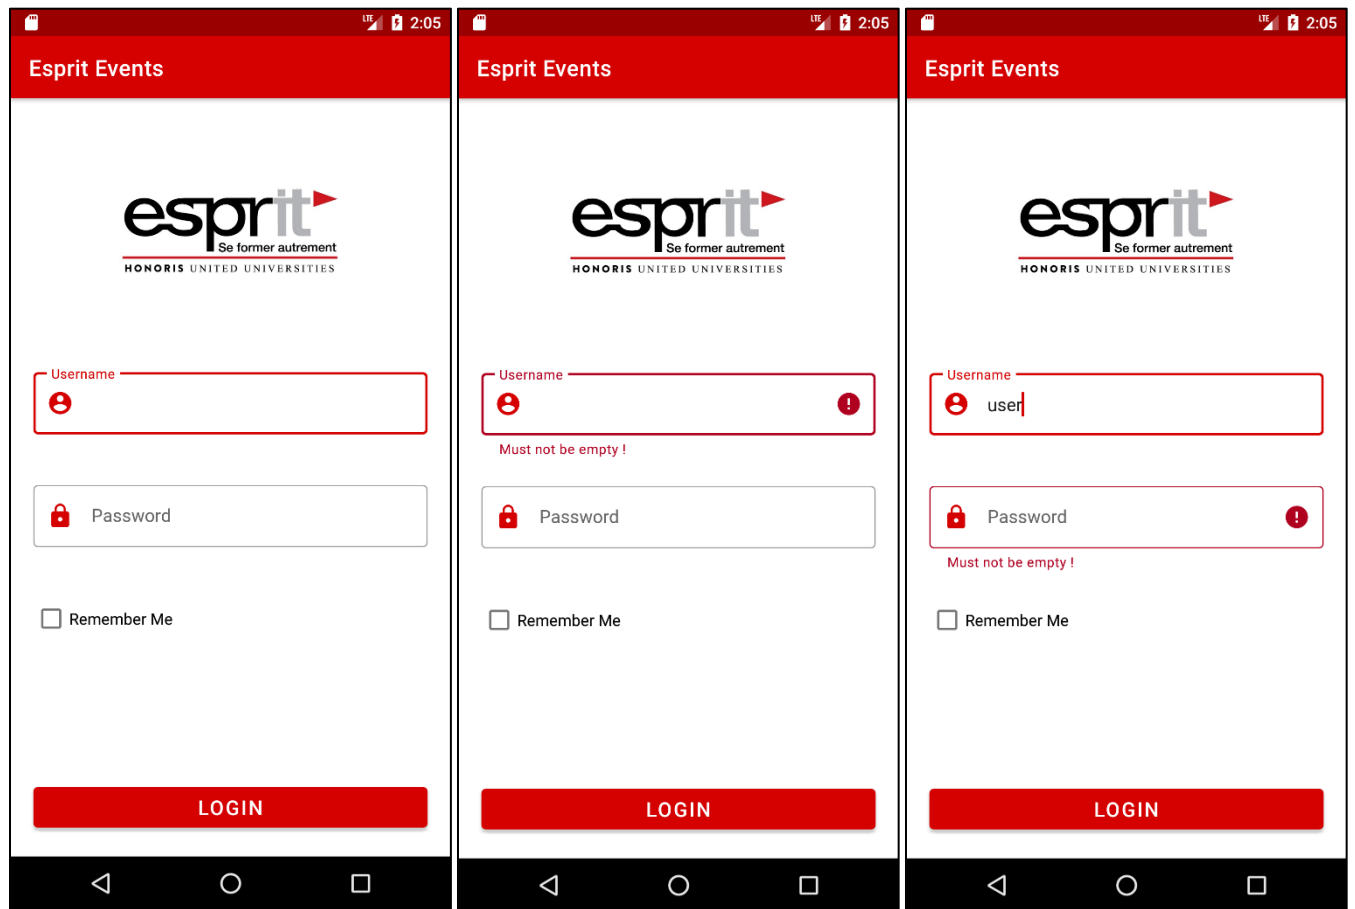 LTE 2:05
Esprit Events
esprit
Se former autrement
HONORIS UNITED UNIVERSITIES
Username
Password
Remember Me
LOGIN
LTE 2:05
Esprit Events
esprit
Se former autrement
HONORIS UNITED UNIVERSITIES
Username
Must not be empty !
Password
Remember Me
LOGIN
LTE 2:05
Esprit Events
esprit
Se former autrement
HONORIS UNITED UNIVERSITIES
Username
user
Password
Must not be empty !
Remember Me
LOGIN